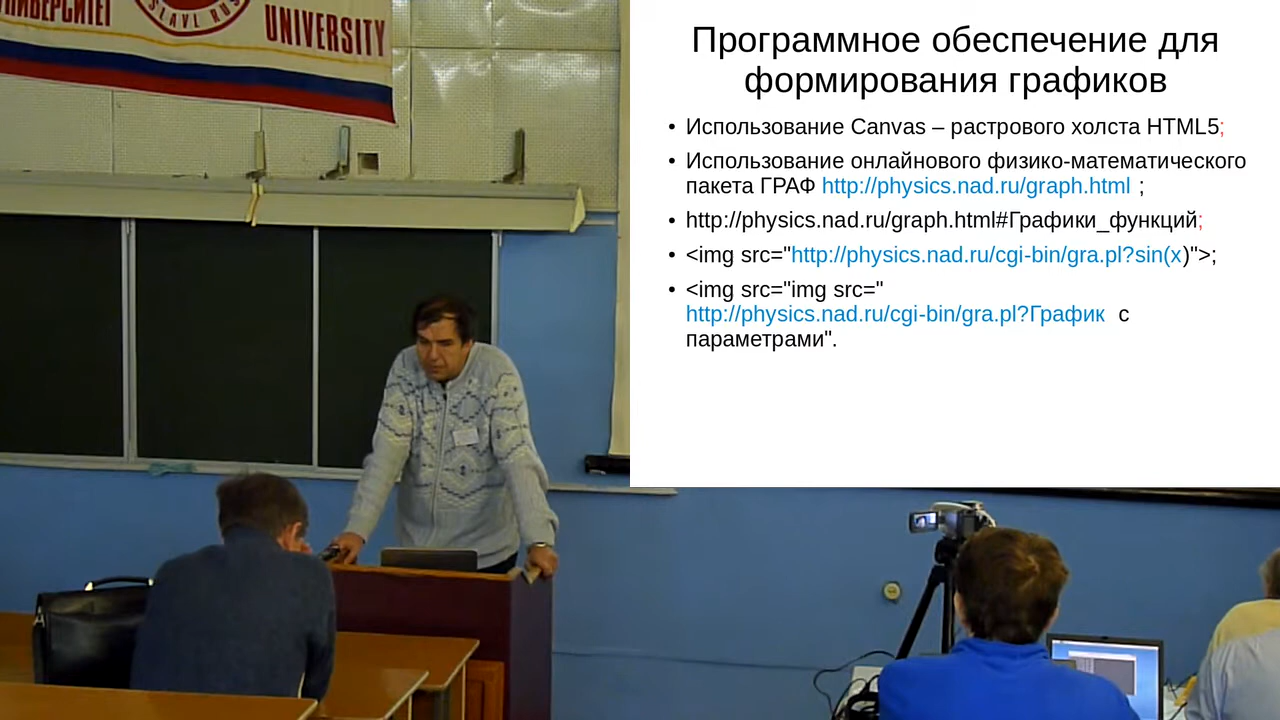 УНИВЕРСИТЕТ
SLAVL RUS
UNIVERSITY
Программное обеспечение для
формирования графиков
• Использование Canvas – растрового холста HTML5;
• Использование онлайнового физико-математического
пакета ГРАФ http://physics.nad.ru/graph.html ;
• http://physics.nad.ru/graph.html#Графики_функций;
• <img src="http://physics.nad.ru/cgi-bin/gra.pl?sin(x)">;
• <img src="img src="
http://physics.nad.ru/cgi-bin/gra.pl?График с
параметрами".